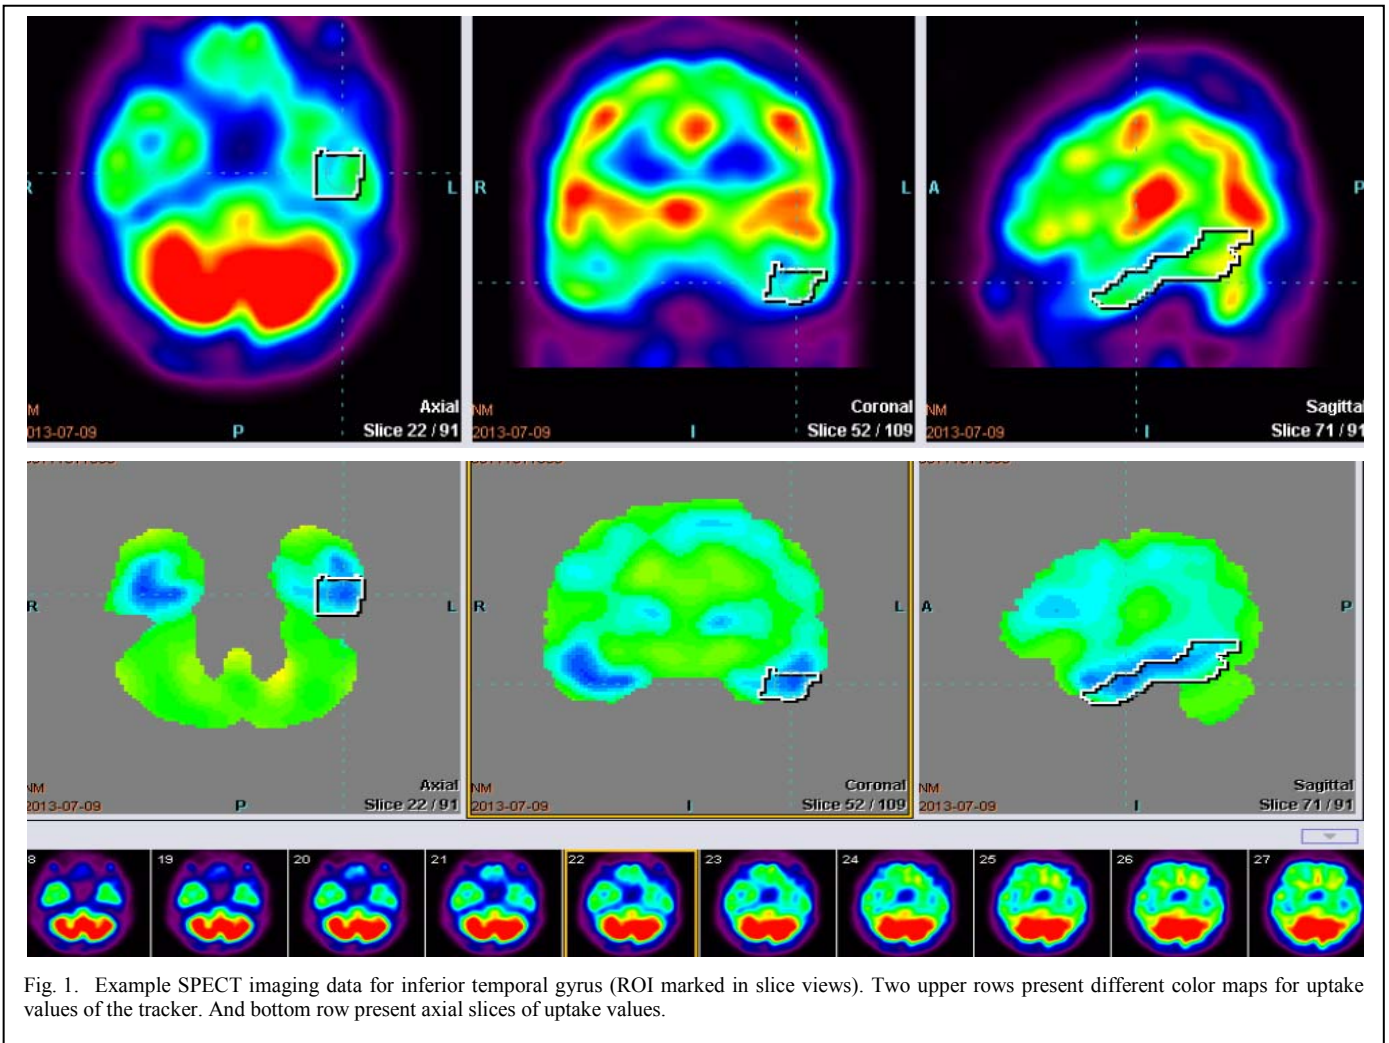 R
L
R
L
A
P
NM
2013-07-09
P
Axial
Slice 22 / 91
NM
2013-07-09
I
Coronal
Slice 52 / 109
NM
2013-07-09
I
Sagittal
Slice 71 / 91
R
L
R
L
A
P
NM
2013-07-09
P
Axial
Slice 22 / 91
NM
2013-07-09
I
Coronal
Slice 52 / 109
NM
2013-07-09
I
Sagittal
Slice 71 / 91
8 19 20 21 22 23 24 25 26 27
Fig. 1. Example SPECT imaging data for inferior temporal gyrus (ROI marked in slice views). Two upper rows present different color maps for uptake
values of the tracker. And bottom row present axial slices of uptake values.